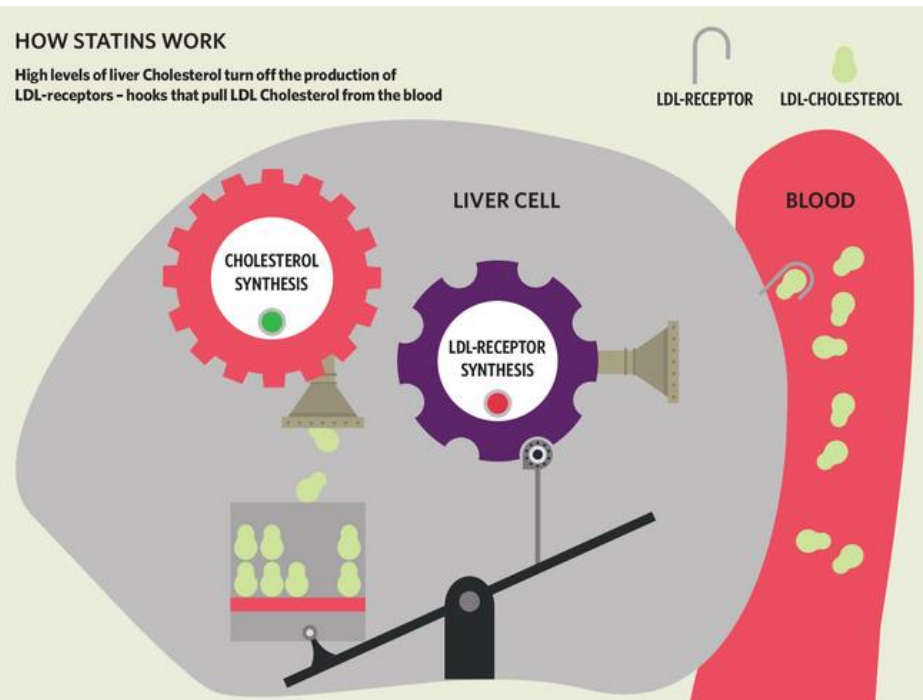 HOW STATINS WORK
High levels of liver Cholesterol turn off the production of
LDL-receptors – hooks that pull LDL Cholesterol from the blood
LDL-RECEPTOR
LDL-CHOLESTEROL
LIVER CELL
BLOOD
CHOLESTEROL
SYNTHESIS
LDL-RECEPTOR
SYNTHESIS